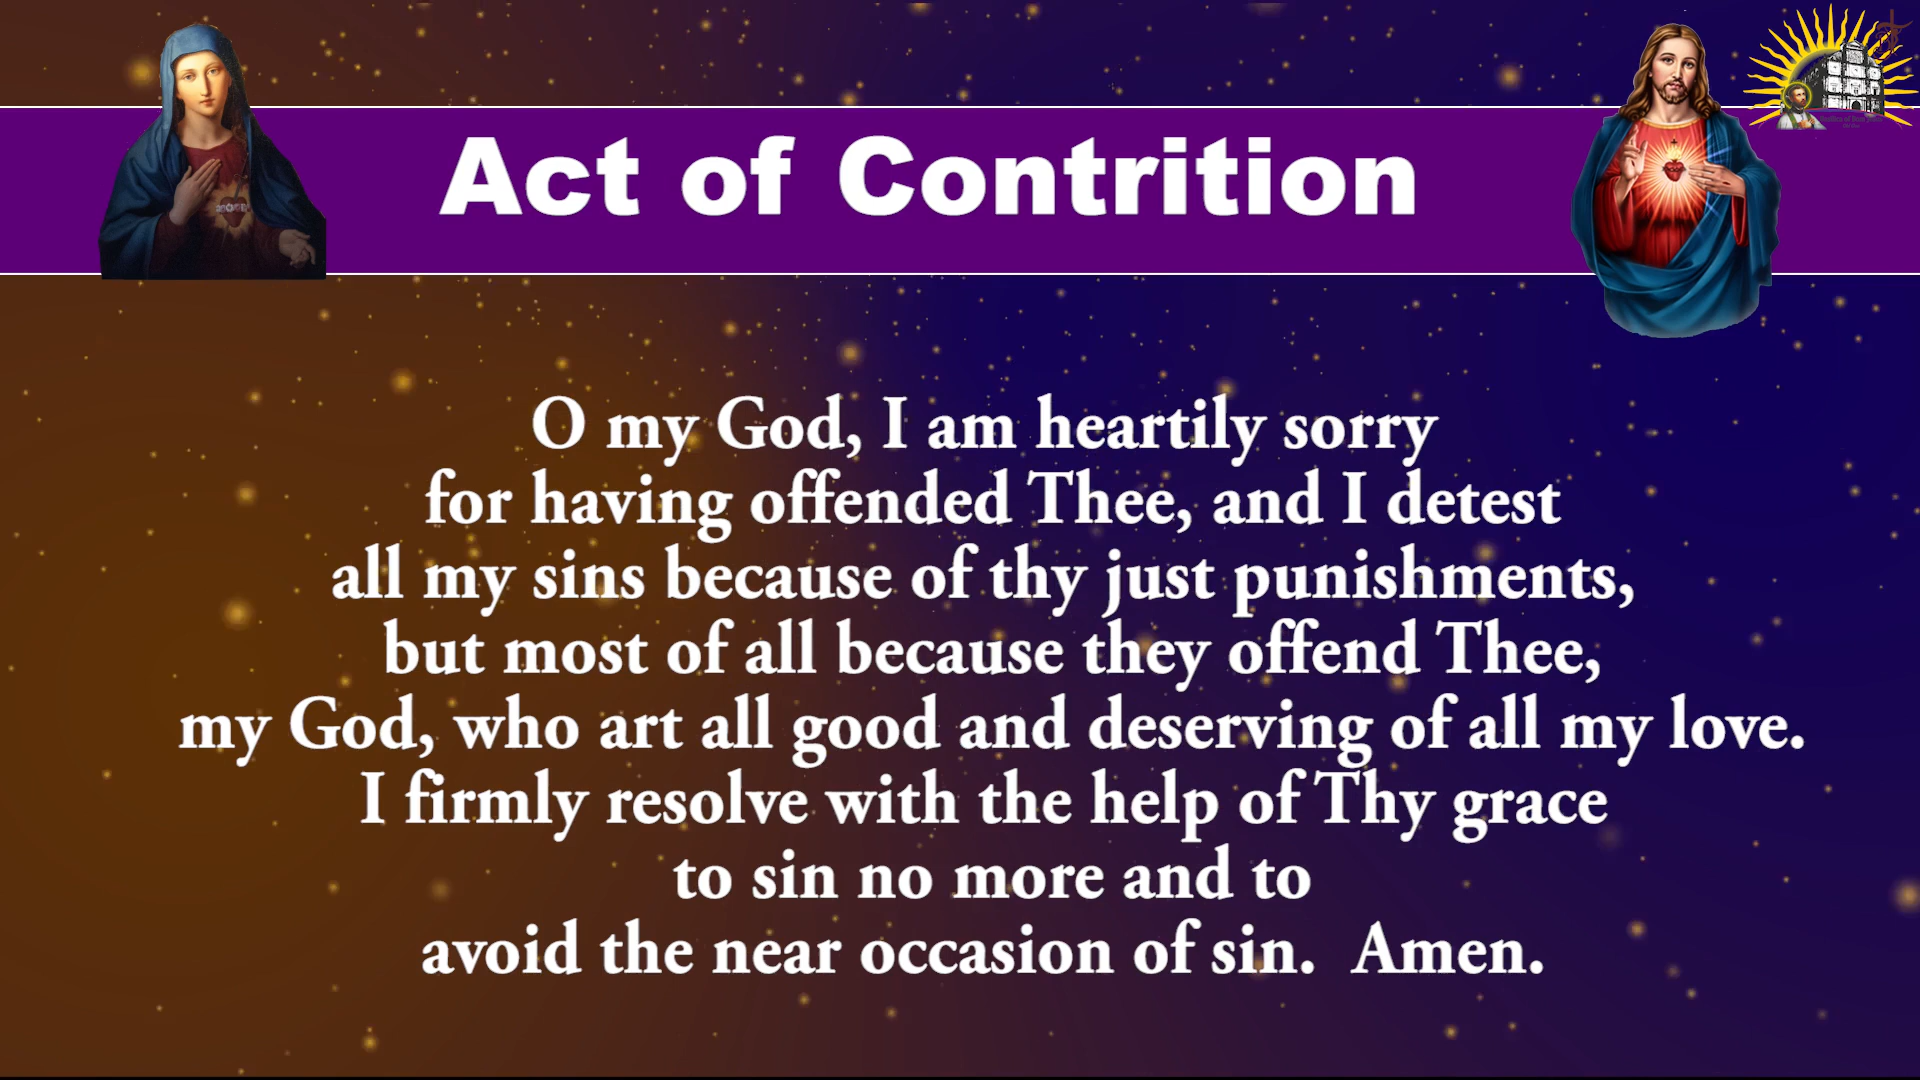 Act of Contrition
O my God, I am heartily sorry
for having offended Thee, and I detest
all my sins because of thy just punishments,
but most of all because they offend Thee,
my God, who art all good and deserving of all my love.
I firmly resolve with the help of Thy grace
to sin no more and to
avoid the near occasion of sin.  Amen.